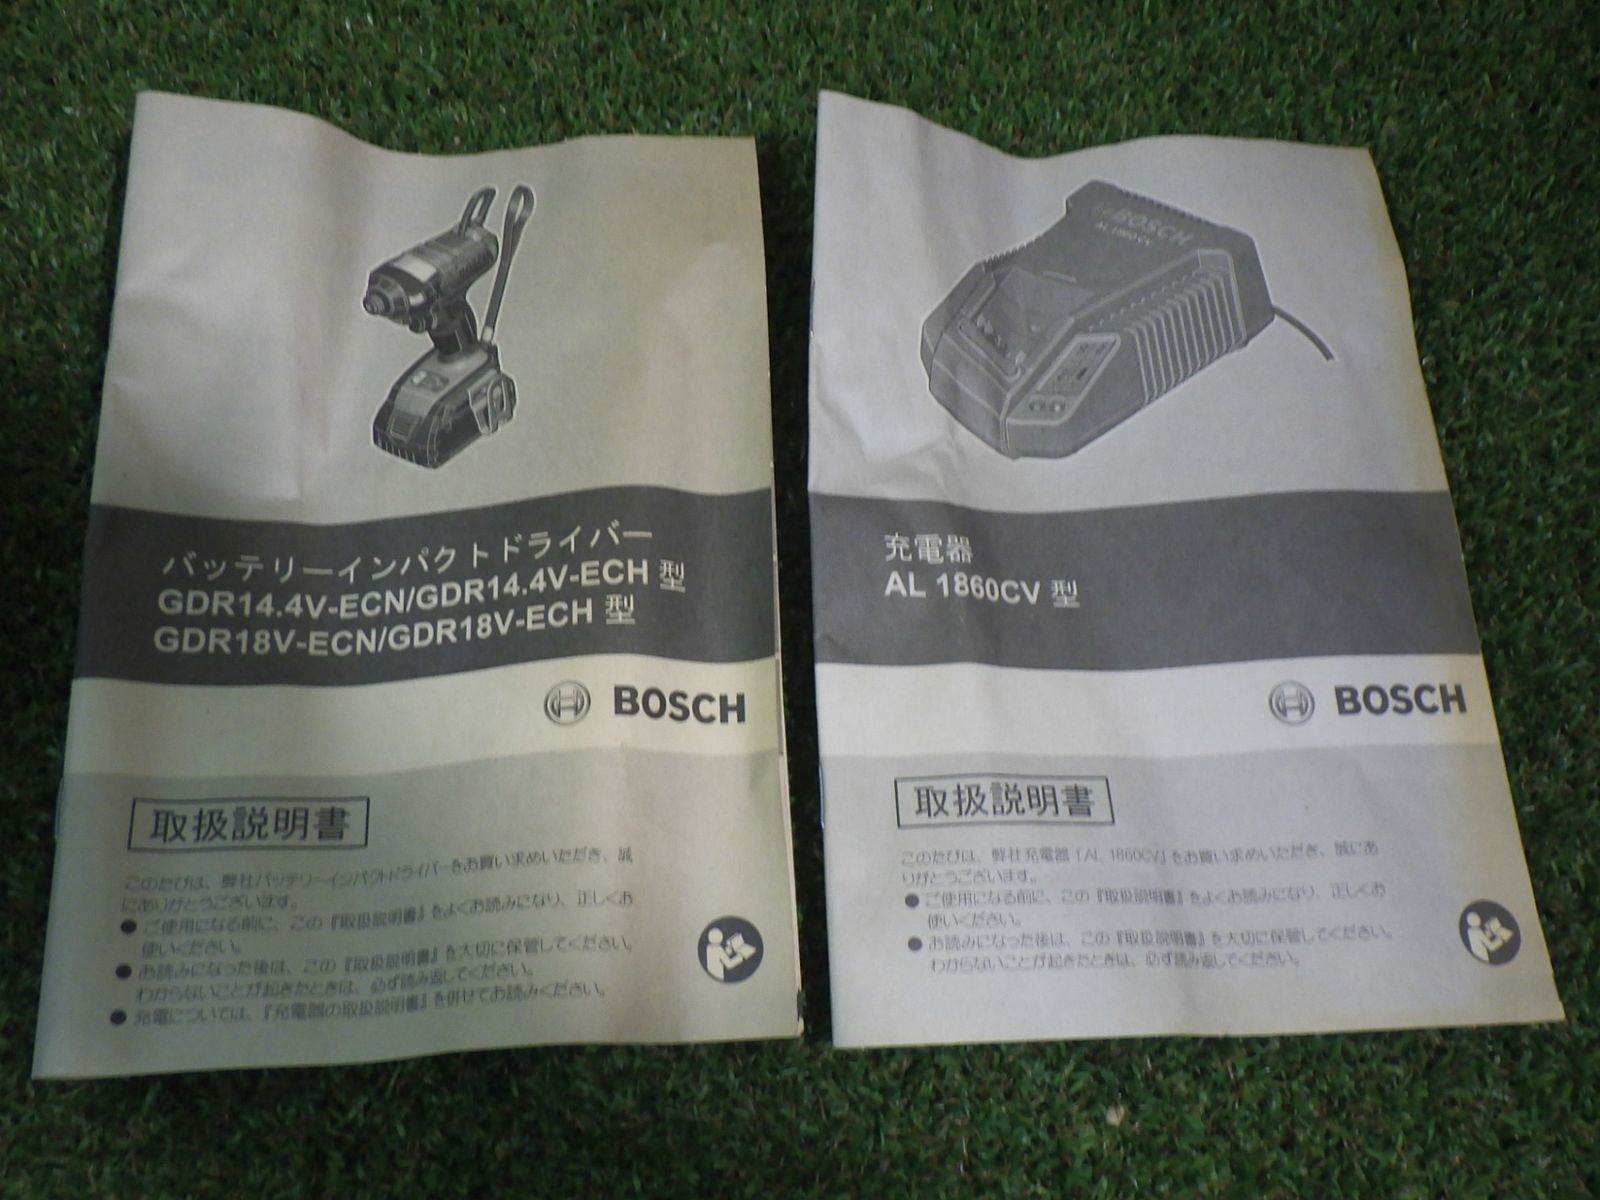 バッテリーインパクトドライバー
GDR14.4V-ECN/GDR14.4V-ECH 型
GDR18V-ECN/GDR18V-ECH 型
BOSCH
取扱説明書
このたびは、弊社バッテリーインパクトドライバーをお買い求めいただき、誠
にありがとうございます。
● ご使用になる前に、この『取扱説明書』をよくお読みになり、正しくお
使いください。
● お読みになった後は、この『取扱説明書』を大切に保管してください。
わからないことが起きたときは、必ず読み返してください。
● 充電については、『充電器の取扱説明書』を併せてお読みください。
BOSCH
AL 1860 CV
充電器
AL 1860CV 型
BOSCH
取扱説明書
このたびは、弊社充電器「AL 1860CV」をお買い求めいただき、誠にあ
りがとうございます。
● ご使用になる前に、この『取扱説明書』をよくお読みになり、正しくお
使いください。
● お読みになった後は、この『取扱説明書』を大切に保管してください。
わからないことが起きたときは、必ず読み返してください。